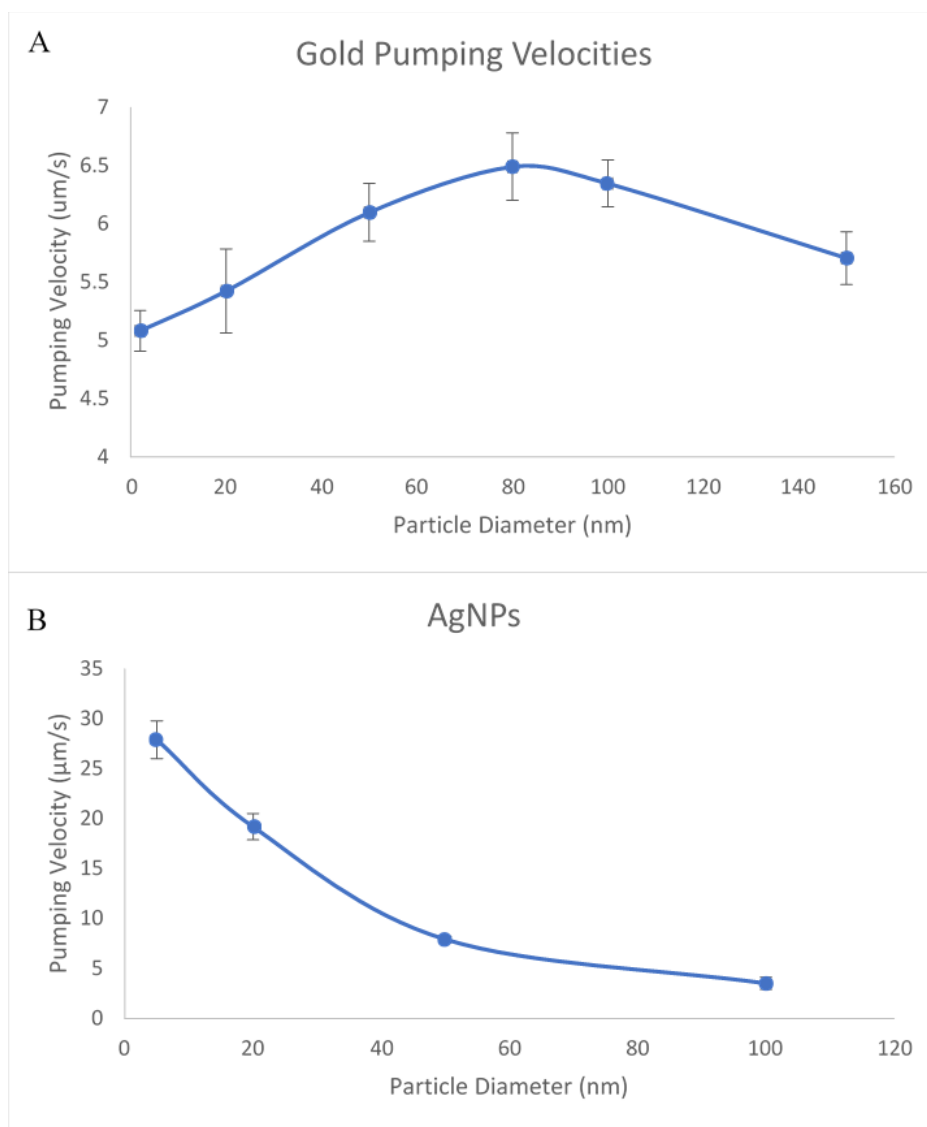 A
Gold Pumping Velocities
Pumping Velocity (um/s)
7
6.5
6
5.5
5
4.5
4
0 20 40 60 80 100 120 140 160
Particle Diameter (nm)
B
AgNPs
Pumping Velocity (µm/s)
35
30
25
20
15
10
5
0
0 20 40 60 80 100 120
Particle Diameter (nm)